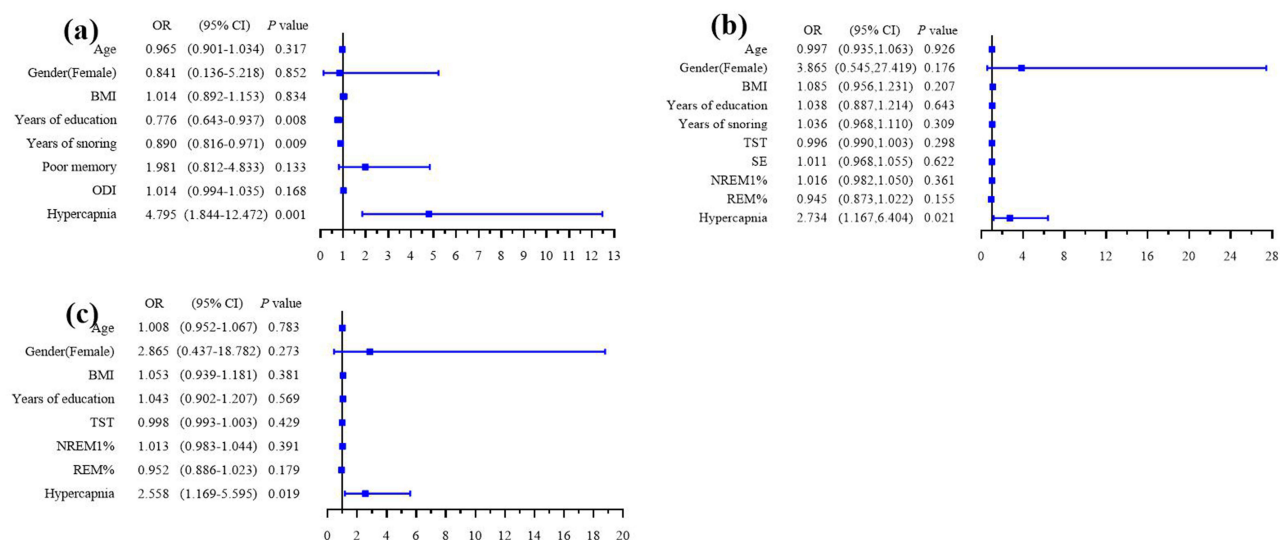 (a)
OR (95% CI) P value
Age 0.965 (0.901-1.034) 0.317
Gender(Female) 0.841 (0.136-5.218) 0.852
BMI 1.014 (0.892-1.153) 0.834
Years of education 0.776 (0.643-0.937) 0.008
Years of snoring 0.890 (0.816-0.971) 0.009
Poor memory 1.981 (0.812-4.833) 0.133
ODI 1.014 (0.994-1.035) 0.168
Hypercapnia 4.795 (1.844-12.472) 0.001
0 1 2 3 4 5 6 7 8 9 10 11 12 13
(b)
OR (95% CI) P value
Age 0.997 (0.935,1.063) 0.926
Gender(Female) 3.865 (0.545,27.419) 0.176
BMI 1.085 (0.956,1.231) 0.207
Years of education 1.038 (0.887,1.214) 0.643
Years of snoring 1.036 (0.968,1.110) 0.309
TST 0.996 (0.990,1.003) 0.298
SE 1.011 (0.968,1.055) 0.622
NREM1% 1.016 (0.982,1.050) 0.361
REM% 0.945 (0.873,1.022) 0.155
Hypercapnia 2.734 (1.167,6.404) 0.021
0 4 8 12 16 20 24 28
(c)
OR (95% CI) P value
Age 1.008 (0.952-1.067) 0.783
Gender(Female) 2.865 (0.437-18.782) 0.273
BMI 1.053 (0.939-1.181) 0.381
Years of education 1.043 (0.902-1.207) 0.569
TST 0.998 (0.993-1.003) 0.429
NREM1% 1.013 (0.983-1.044) 0.391
REM% 0.952 (0.886-1.023) 0.179
Hypercapnia 2.558 (1.169-5.595) 0.019
0 2 4 6 8 10 12 14 16 18 20